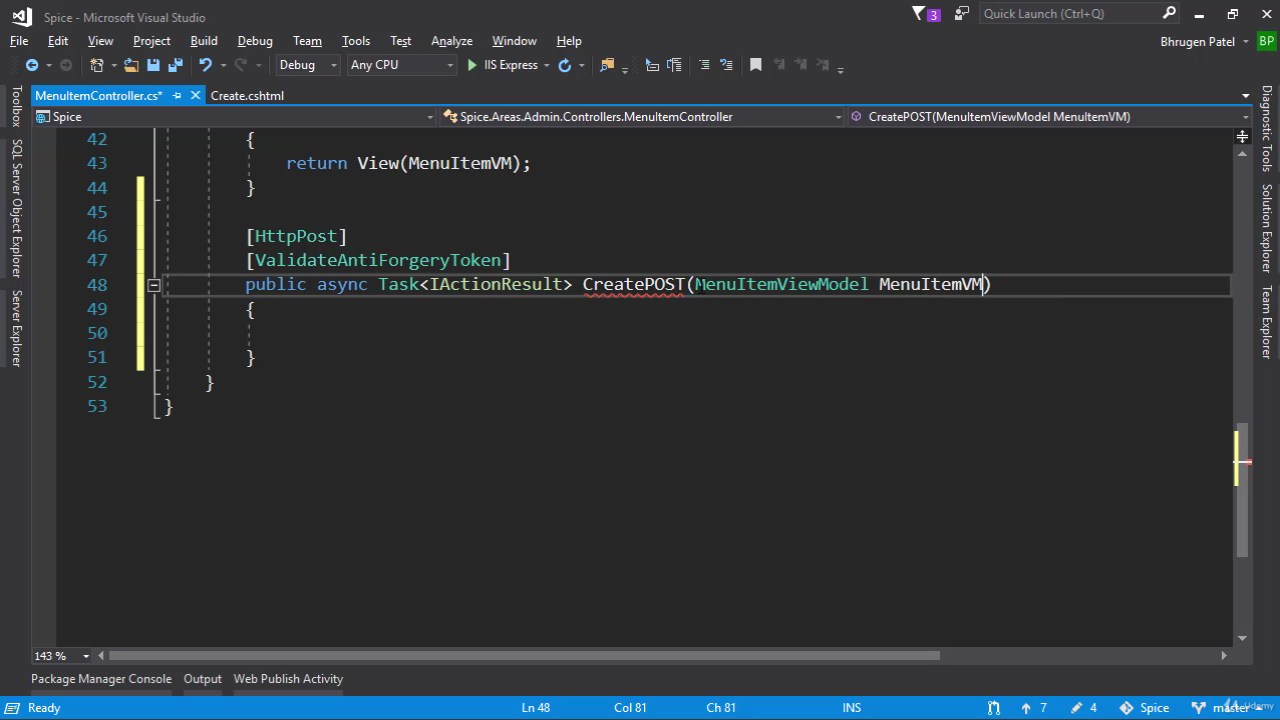 Spice - Microsoft Visual Studio
3
Quick Launch (Ctrl+Q)
File Edit View Project Build Debug Team Tools Test Analyze Window Help
Bhrugen Patel BP
Debug Any CPU IIS Express
MenuItemController.cs* Create.cshtml
Spice Spice.Areas.Admin.Controllers.MenuItemController CreatePOST(MenuItemViewModel MenuItemVM)
Toolbox
SQL Server Object Explorer
Server Explorer
Diagnostic Tools
Solution Explorer
Team Explorer
42 {
43 return View(MenuItemVM);
44 }
45
46 [HttpPost]
47 [ValidateAntiForgeryToken]
48 public async Task<IActionResult> CreatePOST(MenuItemViewModel MenuItemVM)
49 {
50
51 }
52 }
53 }
143 %
Package Manager Console Output Web Publish Activity
Ready Ln 48 Col 81 Ch 81 INS 7 4 Spice master
Udemy